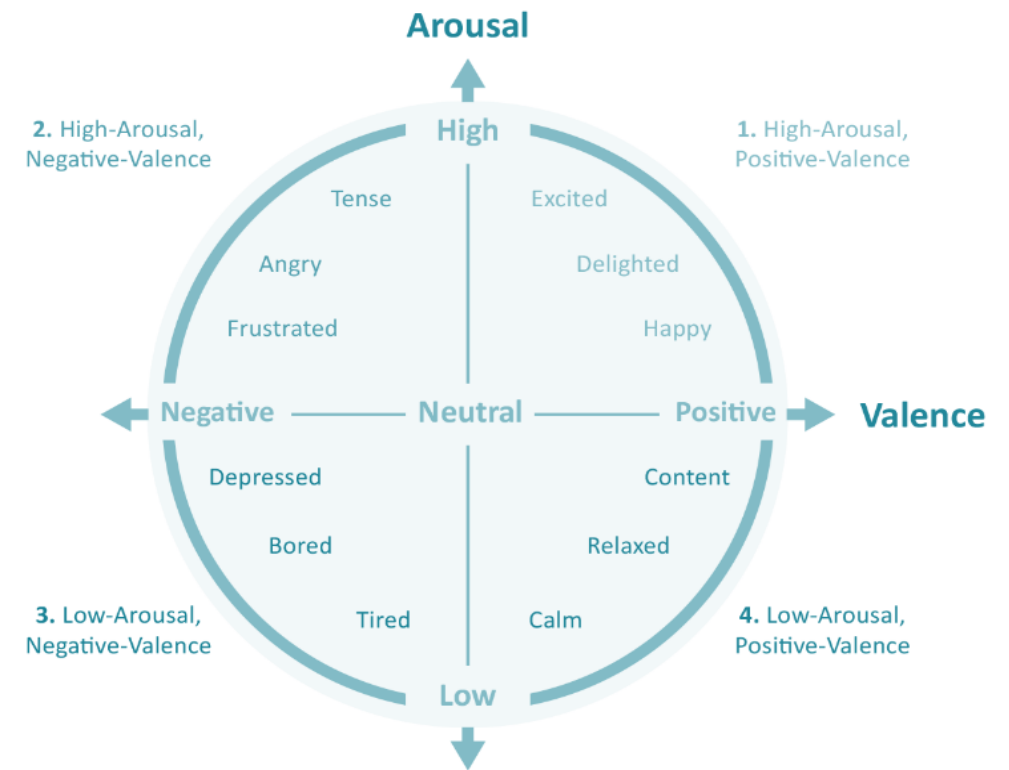 Arousal
2. High-Arousal,
Negative-Valence
High
1. High-Arousal,
Positive-Valence
Tense
Excited
Angry
Delighted
Frustrated
Happy
Negative
Neutral
Positive
Valence
Depressed
Content
Bored
Relaxed
Tired
Calm
3. Low-Arousal,
Negative-Valence
4. Low-Arousal,
Positive-Valence
Low